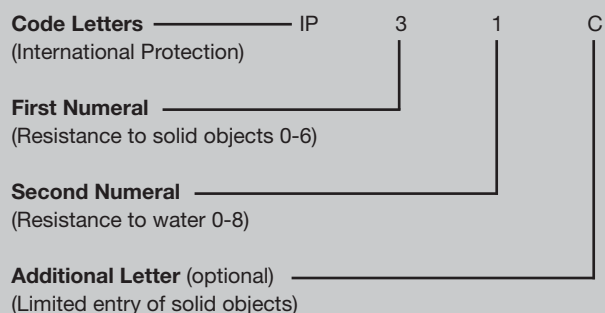 Code Letters IP 3 1 C
(International Protection)
First Numeral
(Resistance to solid objects 0-6)
Second Numeral
(Resistance to water 0-8)
Additional Letter (optional)
(Limited entry of solid objects)